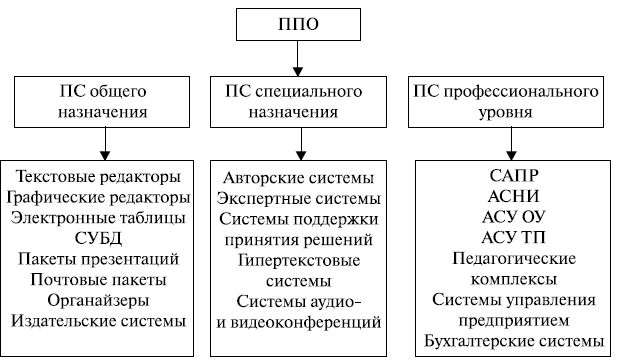 ППО
ПС общего
назначения
ПС специального
назначения
ПС профессионального
уровня
Текстовые редакторы
Графические редакторы
Электронные таблицы
СУБД
Пакеты презентаций
Почтовые пакеты
Органайзеры
Издательские системы
Авторские системы
Экспертные системы
Системы поддержки
принятия решений
Гипертекстовые
системы
Системы аудио-
и видеоконференций
САПР
АСНИ
АСУ ОУ
АСУ ТП
Педагогические
комплексы
Системы управления
предприятием
Бухгалтерские системы